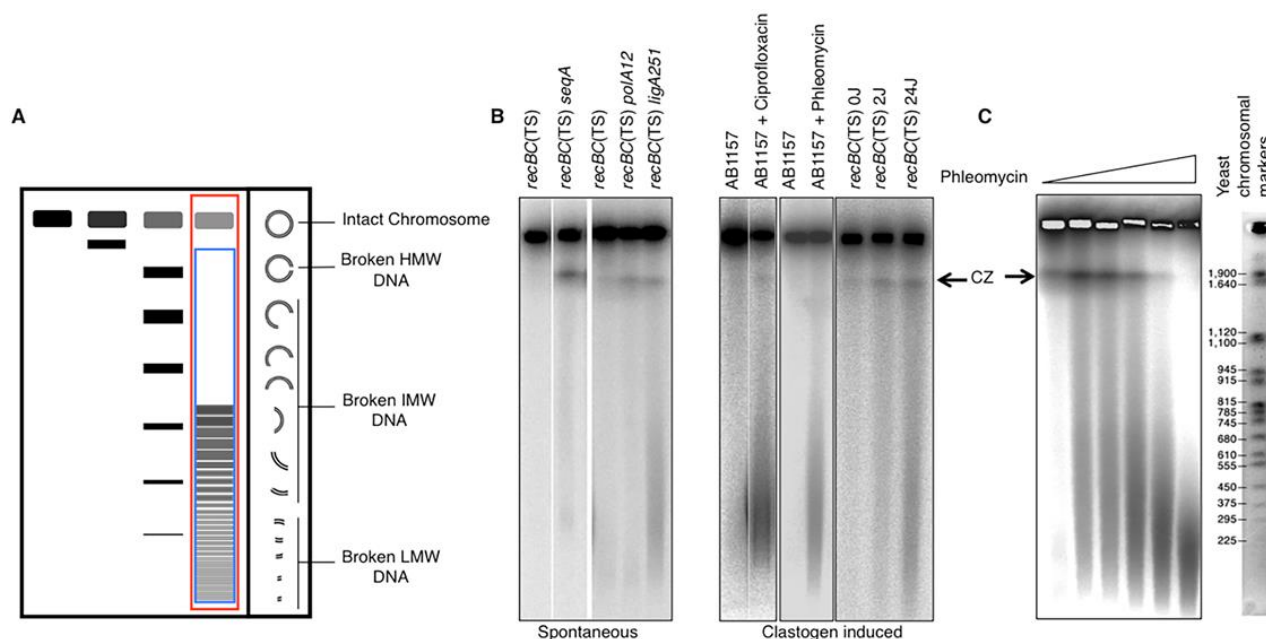 A
Intact Chromosome
Broken HMW
DNA
Broken IMW
DNA
Broken LMW
DNA
B
recBC(TS)
recBC(TS) seqA
recBC(TS)
recBC(TS) polA12
recBC(TS) ligA251
Spontaneous
AB1157
AB1157 + Ciprofloxacin
AB1157
AB1157 + Phleomycin
recBC(TS) 0J
recBC(TS) 2J
recBC(TS) 24J
Clastogen induced
CZ
C
Phleomycin
Yeast
chromosomal
markers
1,900
1.640
1,120
1,100
945
915
815
785
745
680
610
555
450
375
295
225